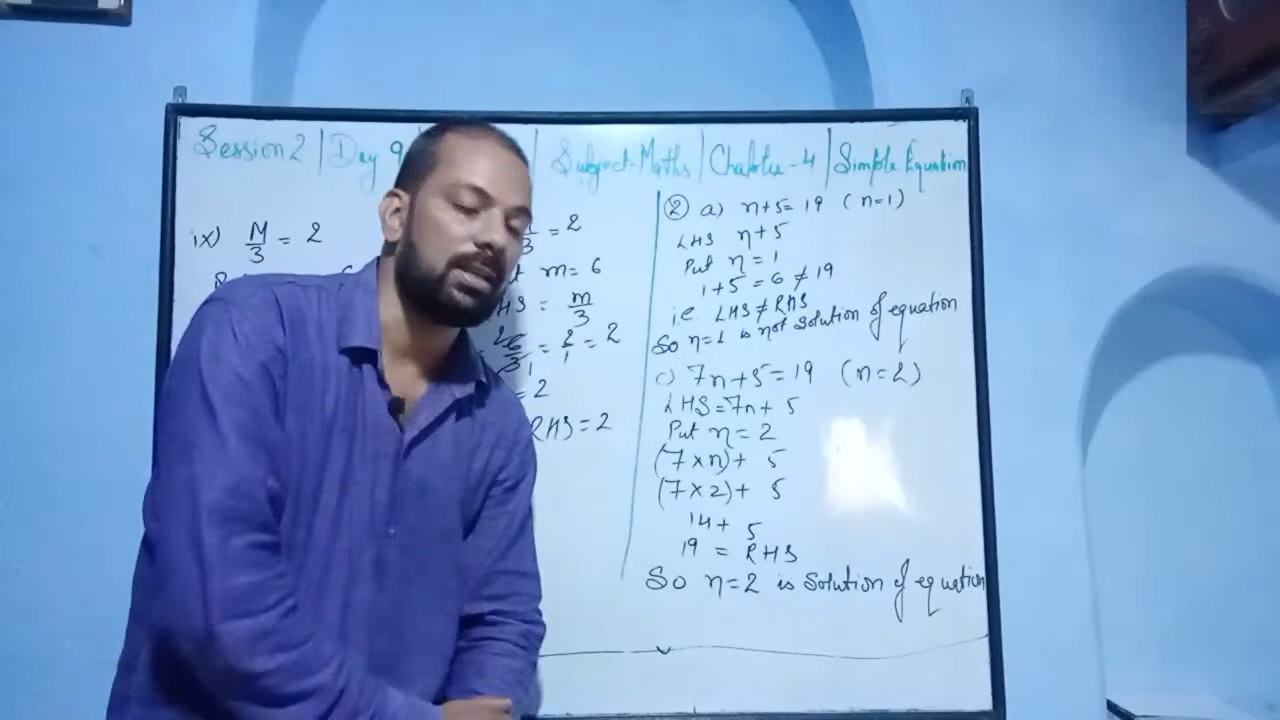 Session 2 | Day 9 | Subject-Maths | Chapter-4 | Simple Equation
ix) M/3 = 2
/3 = 2
m = 6
HS = m/3
6/3 = 2/1 = 2
= 2
RHS = 2
② a) n+5 = 19 (n=1)
LHS n+5
Put n = 1
1+5 = 6 ≠ 19
i.e. LHS ≠ RHS
So n=1 is not solution of equation
c) 7n+5 = 19 (n=2)
LHS = 7n + 5
Put n = 2
(7 × n) + 5
(7 × 2) + 5
14 + 5
19 = RHS
So n=2 is solution of equation